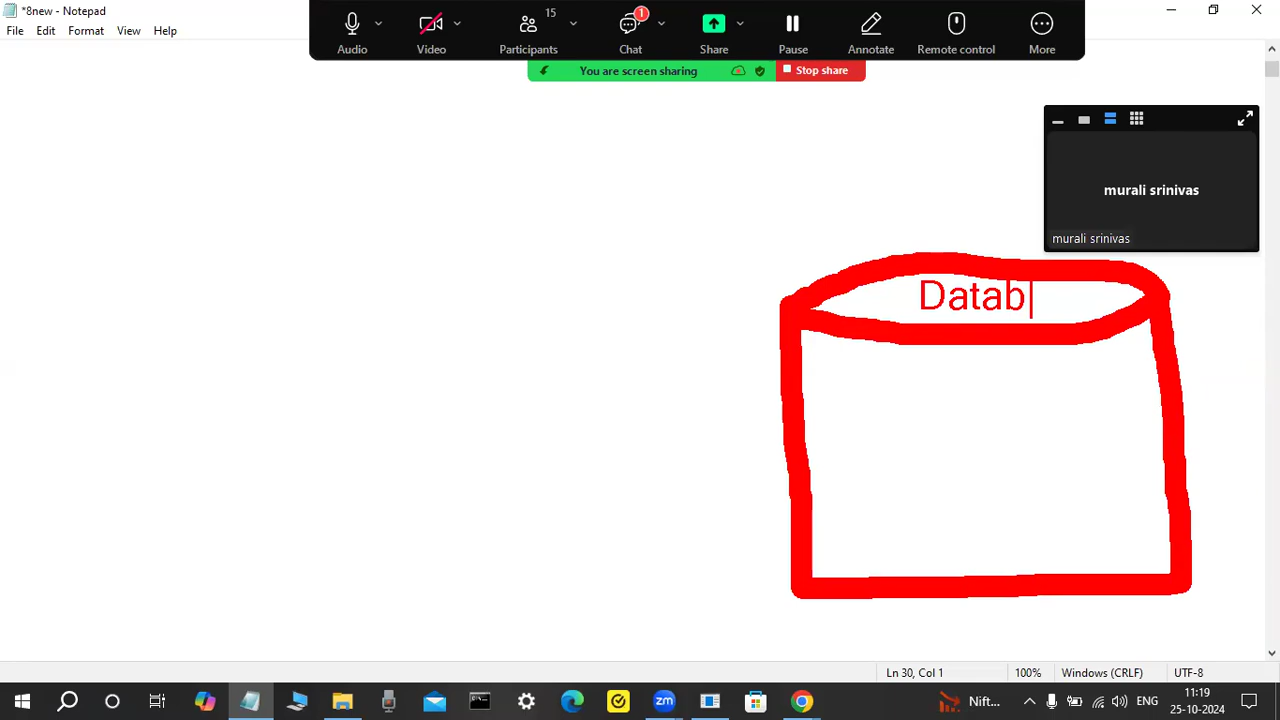 *8new - Notepad
File Edit Format View Help
15
1
Audio Video Participants Chat Share Pause Annotate Remote control More
You are screen sharing Stop share
murali srinivas
murali srinivas
Datab
Ln 30, Col 1 100% Windows (CRLF) UTF-8
zm
Nift... ENG 11:19
25-10-2024